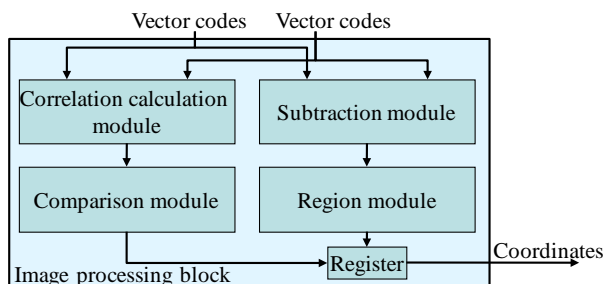 Vector codes Vector codes
Correlation calculation
module
Subtraction module
Comparison module
Region module
Register
Coordinates
Image processing block